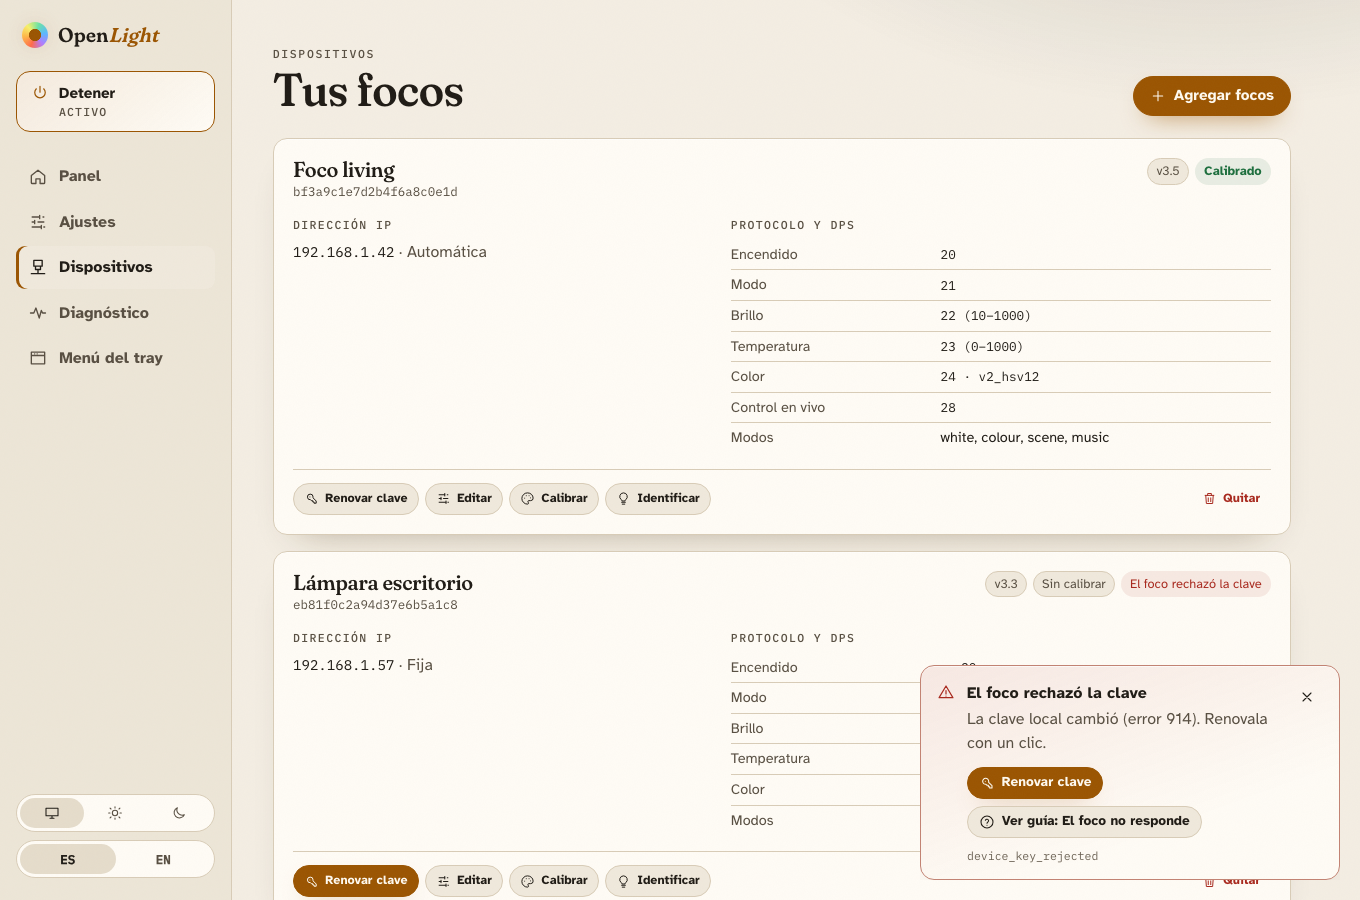 OpenLight
Detener
ACTIVO
Panel
Ajustes
Dispositivos
Diagnóstico
Menú del tray
ES EN
DISPOSITIVOS
Tus focos
Agregar focos
Foco living
bf3a9c1e7d2b4f6a8c0e1d
v3.5 Calibrado
DIRECCIÓN IP
192.168.1.42 · Automática
PROTOCOLO Y DPS
Encendido 20
Modo 21
Brillo 22 (10–1000)
Temperatura 23 (0–1000)
Color 24 · v2_hsv12
Control en vivo 28
Modos white, colour, scene, music
Renovar clave Editar Calibrar Identificar Quitar
Lámpara escritorio
eb81f0c2a94d37e6b5a1c8
v3.3 Sin calibrar El foco rechazó la clave
DIRECCIÓN IP
192.168.1.57 · Fija
PROTOCOLO Y DPS
Encendido
Modo
Brillo
Temperatura
Color
Modos
Renovar clave Editar Calibrar Identificar Quitar
El foco rechazó la clave
La clave local cambió (error 914). Renovala
con un clic.
Renovar clave
Ver guía: El foco no responde
device_key_rejected